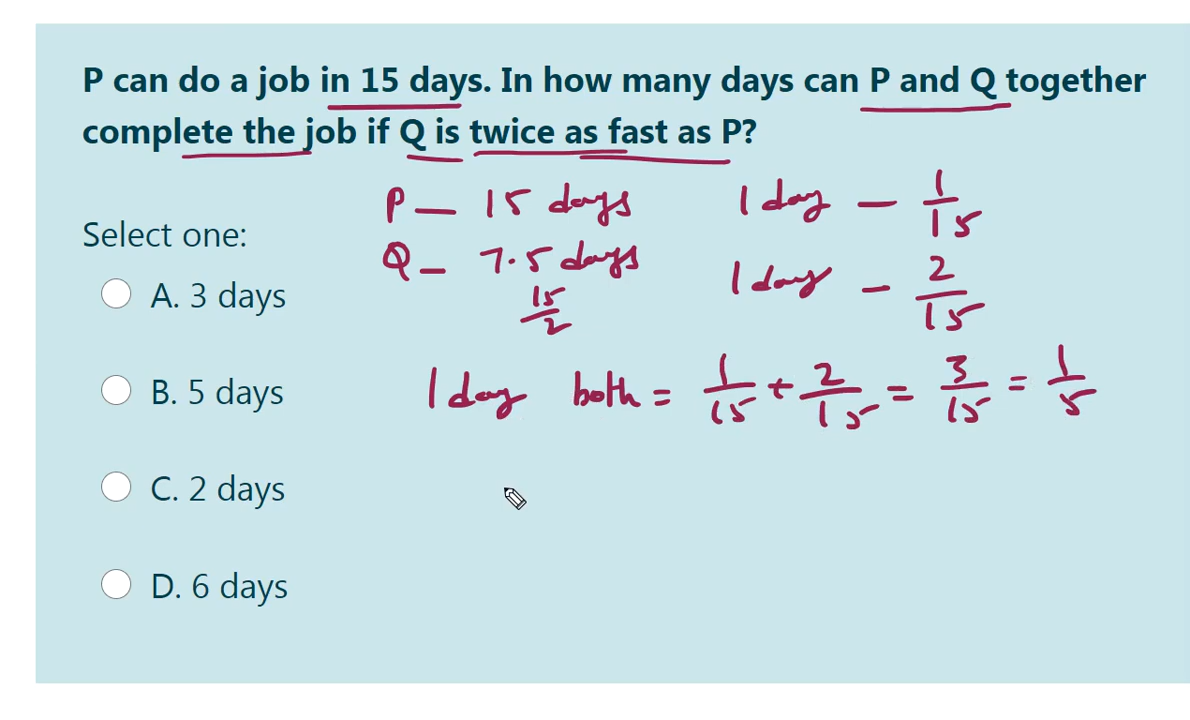 P can do a job in 15 days. In how many days can P and Q together
complete the job if Q is twice as fast as P?
P — 15 days 1 day — 1/15
Select one:
Q — 7.5 days 1 day — 2/15
15/2
A. 3 days
1 day both = 1/15 + 2/15 = 3/15 = 1/5
B. 5 days
C. 2 days
D. 6 days